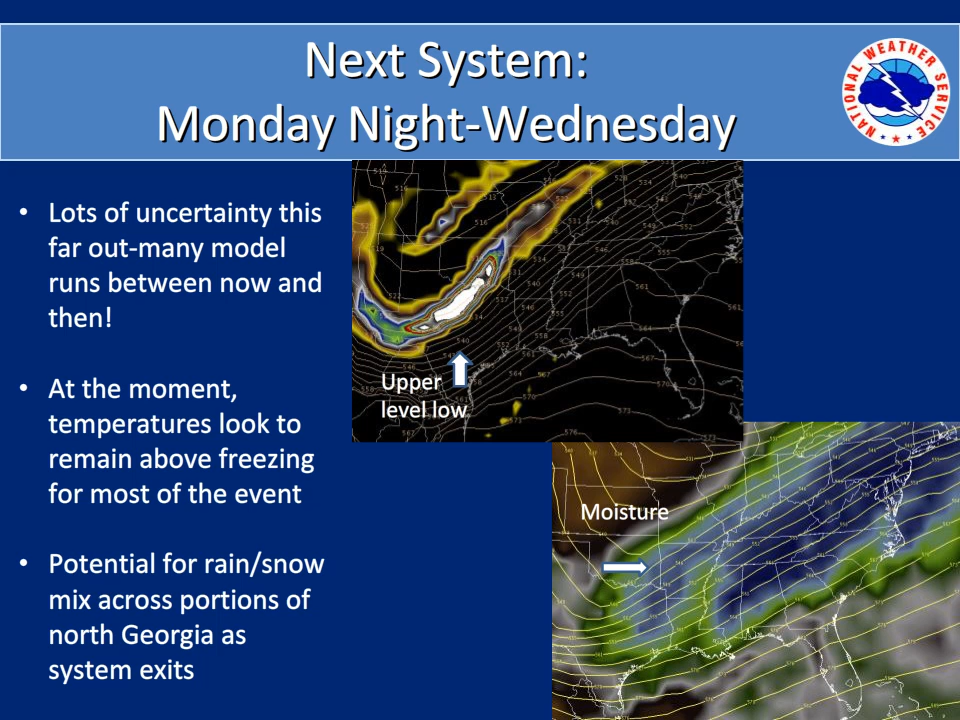 Next System:
Monday Night-Wednesday
NATIONAL WEATHER SERVICE
• Lots of uncertainty this
far out-many model
runs between now and
then!
• At the moment,
temperatures look to
remain above freezing
for most of the event
• Potential for rain/snow
mix across portions of
north Georgia as
system exits
Upper
level low
Moisture